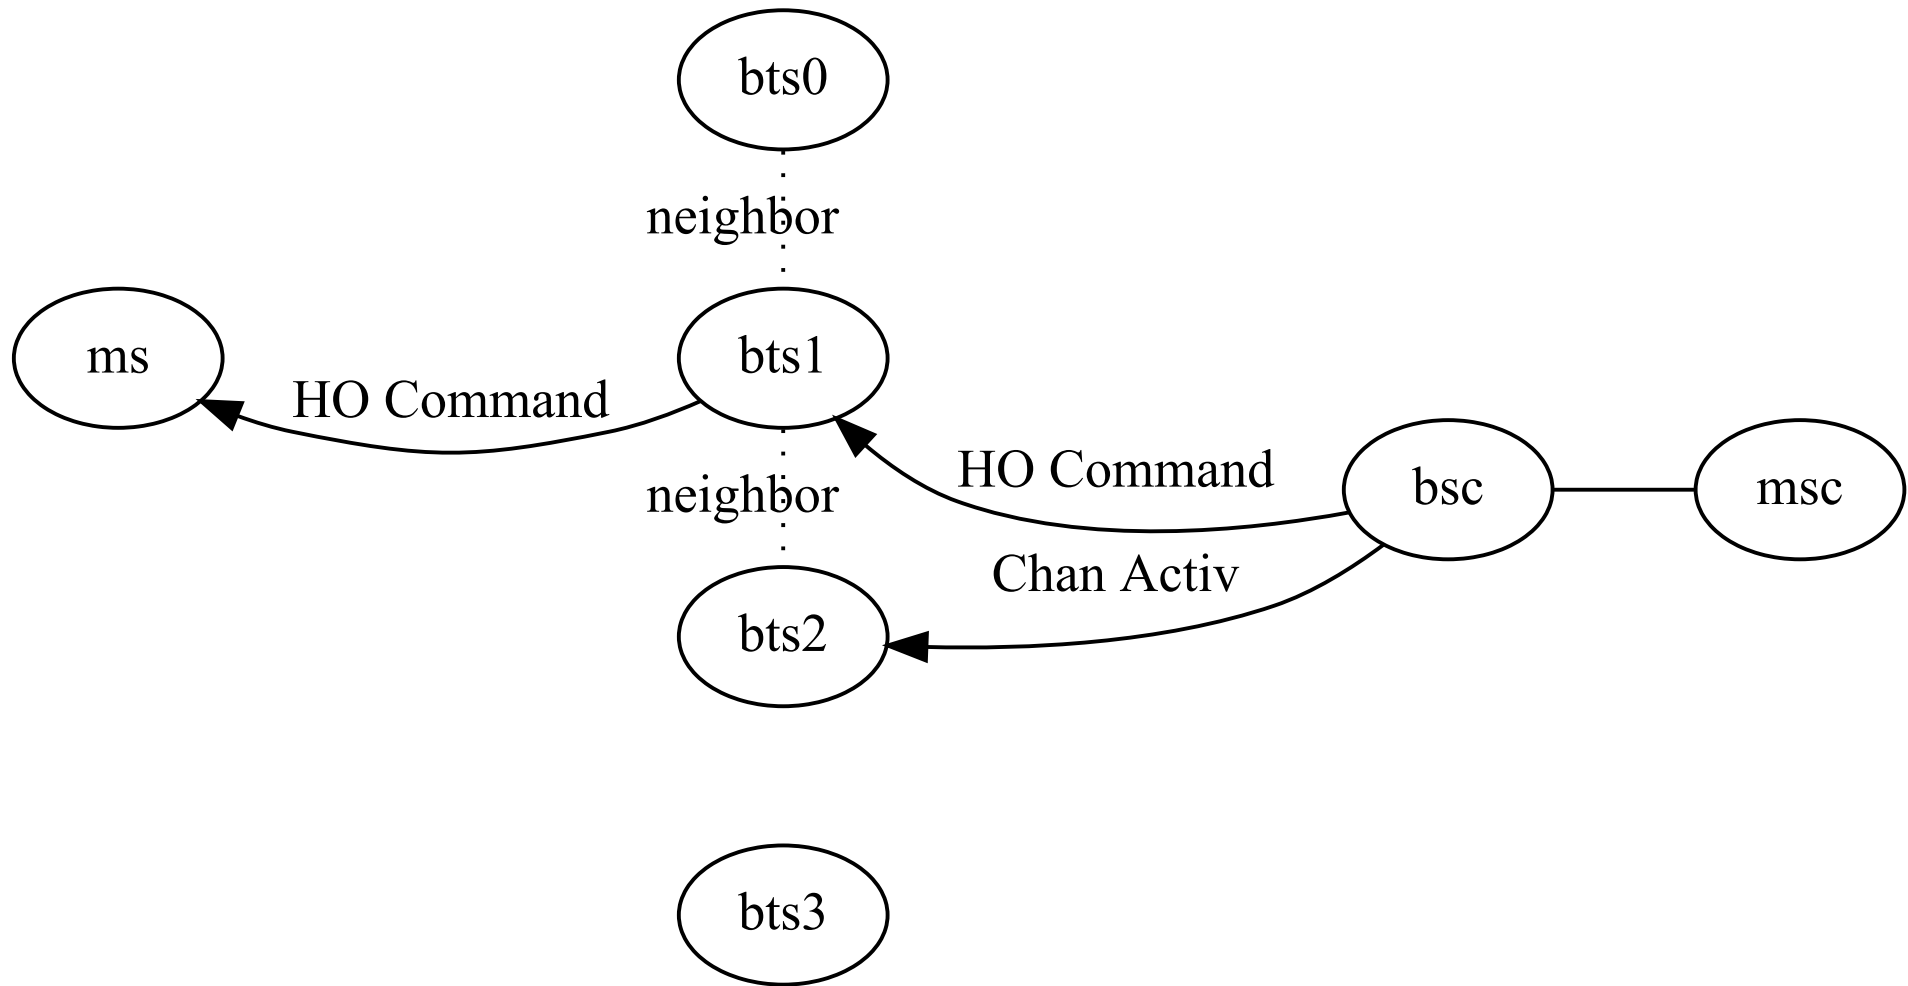 bts0
neighbor
ms
bts1
HO Command
HO Command
neighbor
bsc
msc
Chan Activ
bts2
bts3